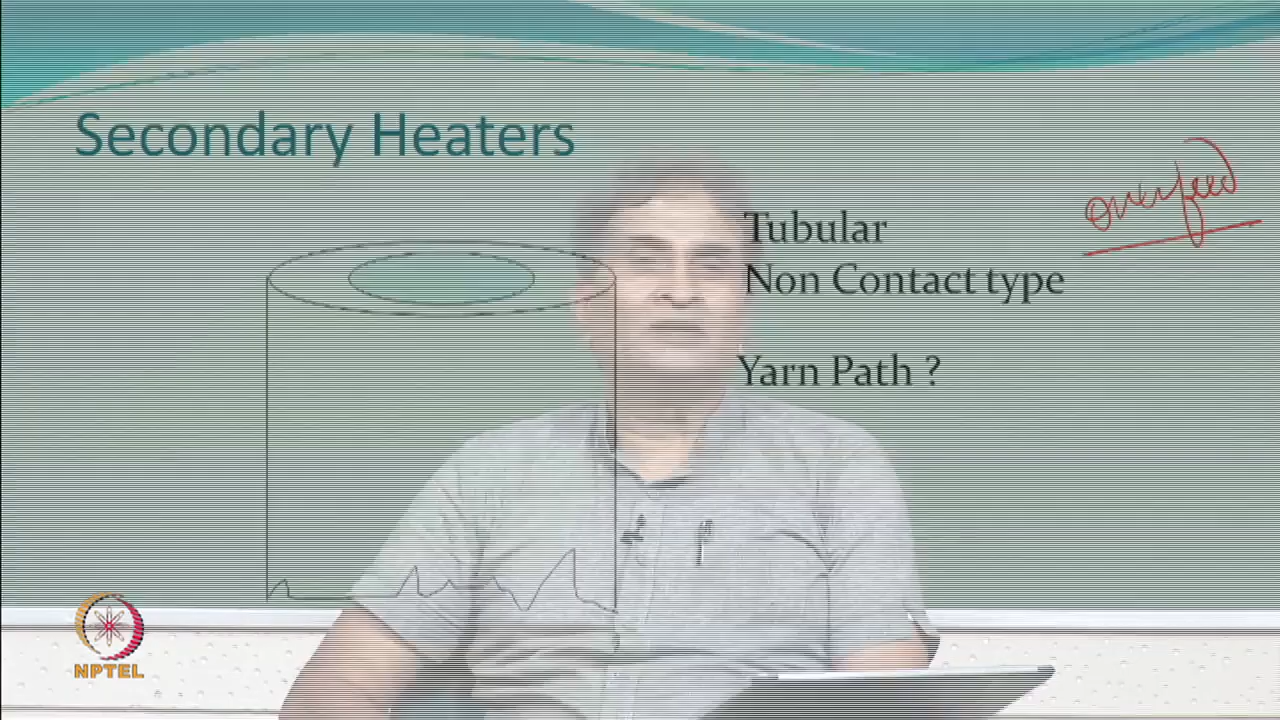 Secondary Heaters
overfeed
Tubular
Non Contact type
Yarn Path ?
NPTEL